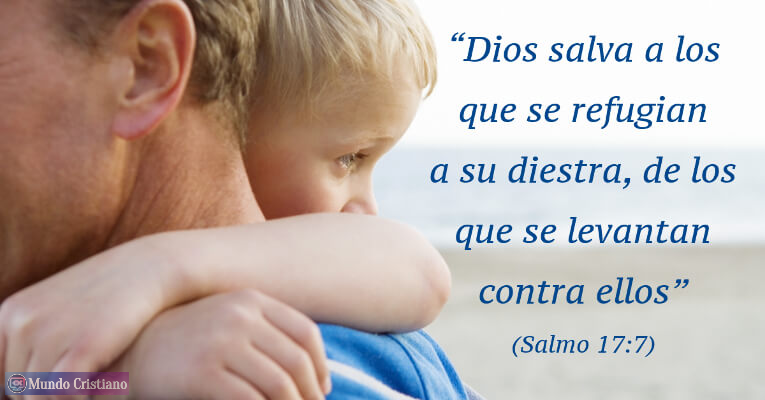 “Dios salva a los
que se refugian
a su diestra, de los
que se levantan
contra ellos”
(Salmo 17:7)
Mundo Cristiano